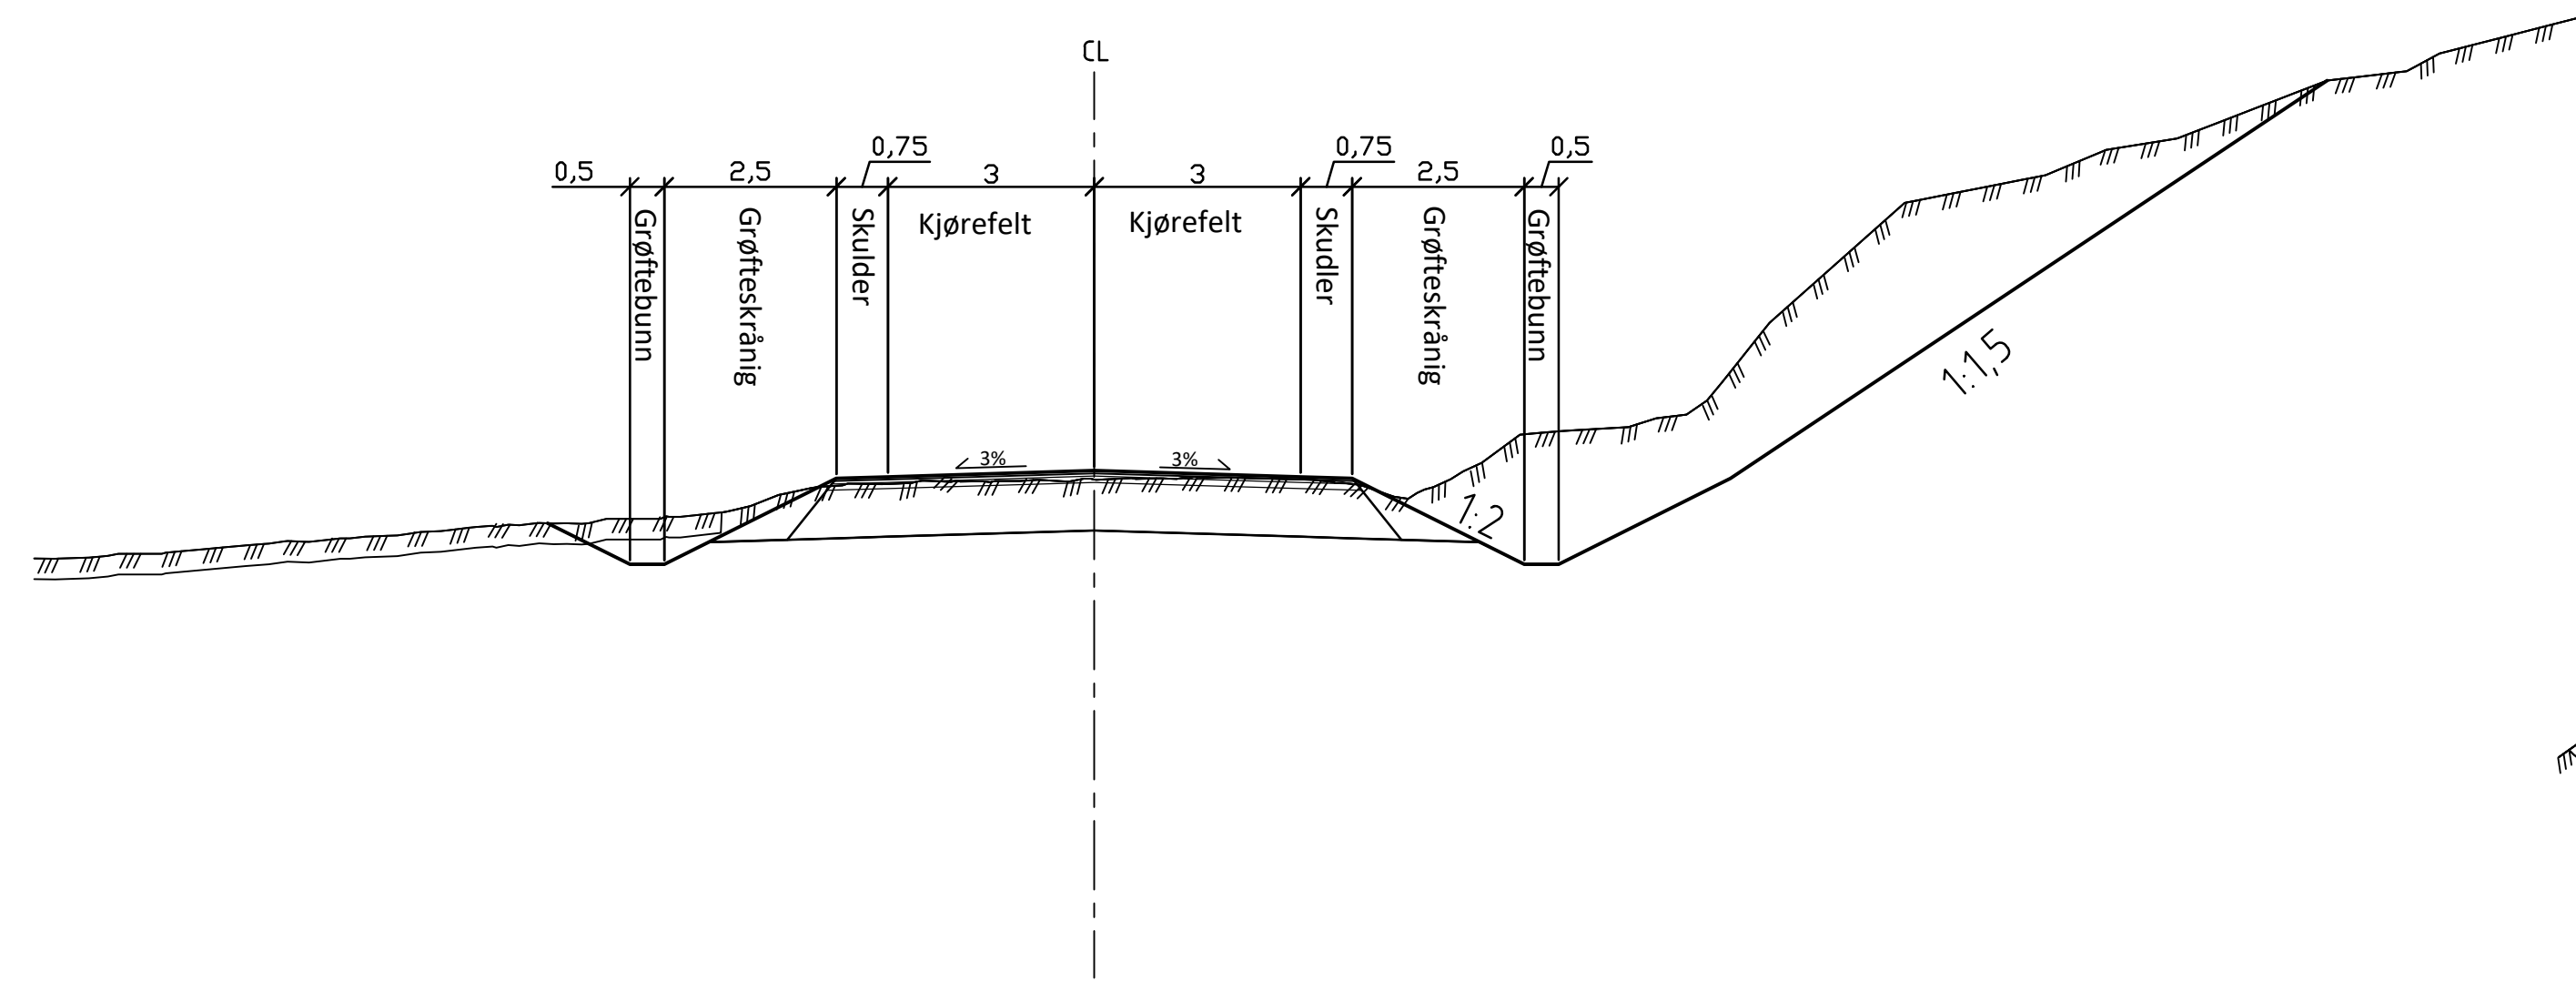 CL
0,5
2,5
0,75
3
3
0,75
2,5
0,5
Grøftebunn
Grøfteskrånig
Skulder
Kjørefelt
Kjørefelt
Skudler
Grøfteskrånig
Grøftebunn
1:1,5
3%
3%
1:2